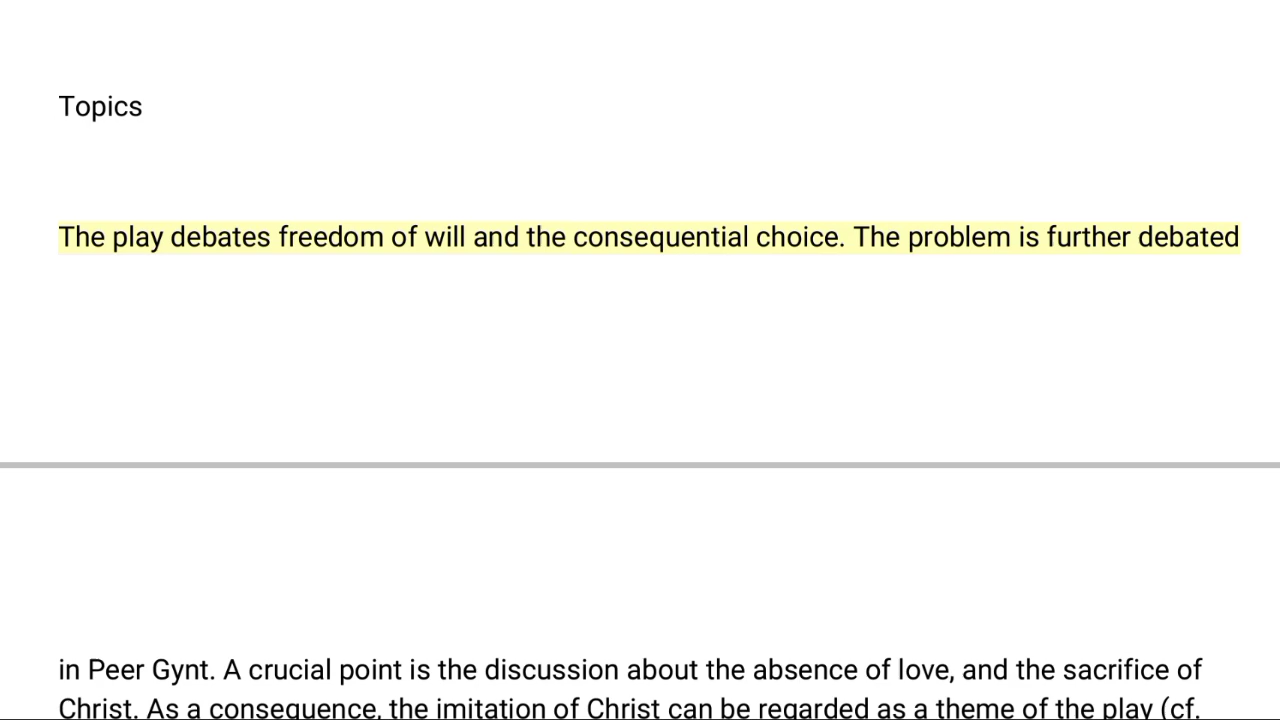 Topics
The play debates freedom of will and the consequential choice. The problem is further debated
in Peer Gynt. A crucial point is the discussion about the absence of love, and the sacrifice of
Christ. As a consequence, the imitation of Christ can be regarded as a theme of the play (cf.